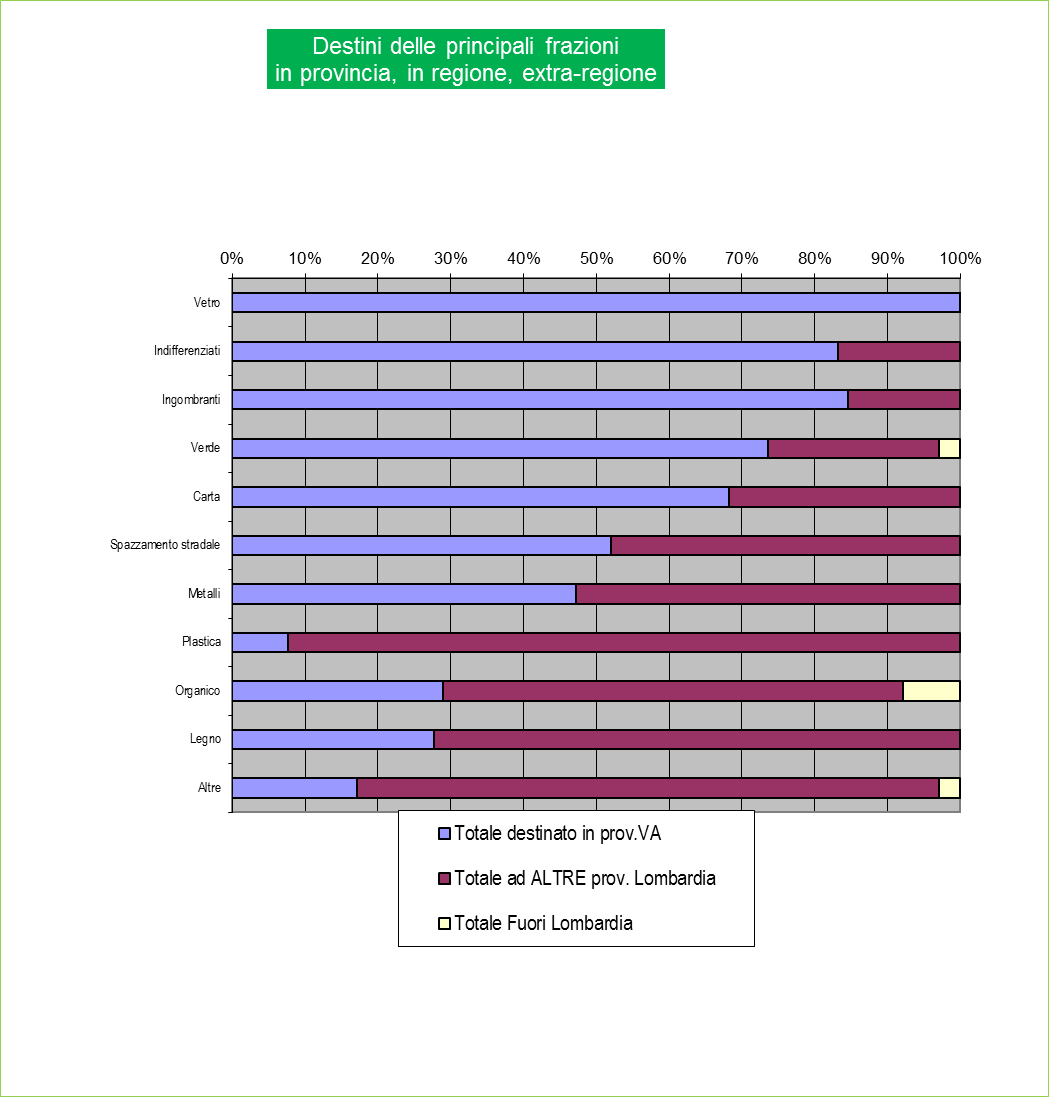 Destini delle principali frazioni
in provincia, in regione, extra-regione
0% 10% 20% 30% 40% 50% 60% 70% 80% 90% 100%
Vetro
Indifferenziati
Ingombranti
Verde
Carta
Spazzamento stradale
Metalli
Plastica
Organico
Legno
Altre
Totale destinato in prov.VA
Totale ad ALTRE prov. Lombardia
Totale Fuori Lombardia